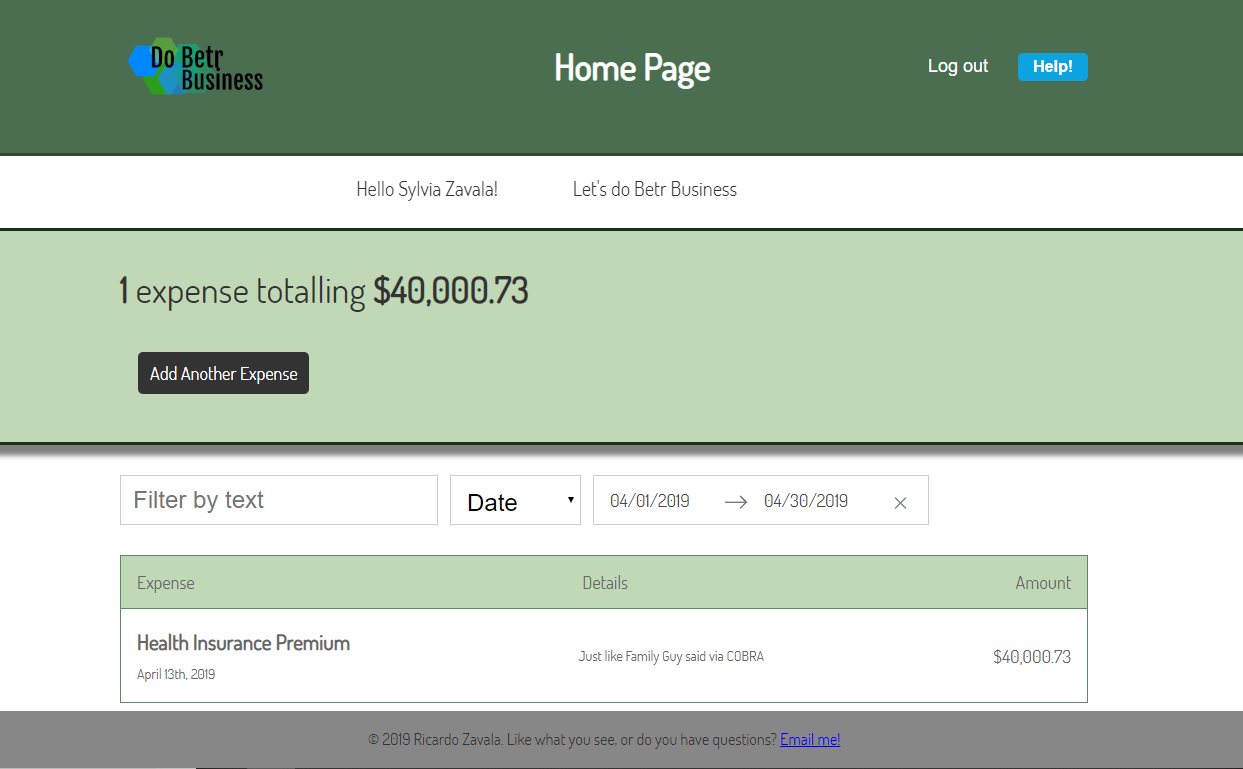 Do Betr
Business
Home Page
Log out
Help!
Hello Sylvia Zavala!
Let's do Betr Business
1 expense totalling $40,000.73
Add Another Expense
Filter by text
Date
04/01/2019
04/30/2019
Expense
Details
Amount
Health Insurance Premium
April 13th, 2019
Just like Family Guy said via COBRA
$40,000.73
© 2019 Ricardo Zavala. Like what you see, or do you have questions? Email me!